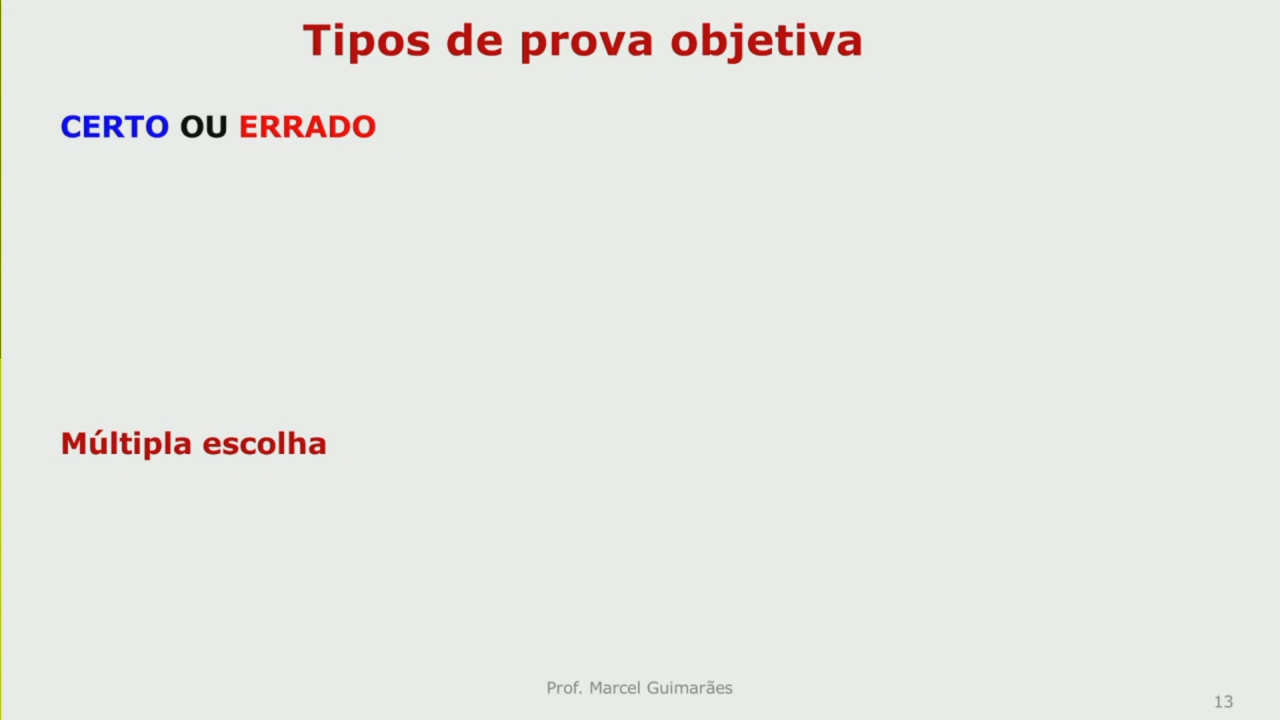 Tipos de prova objetiva
CERTO OU ERRADO
Múltipla escolha
Prof. Marcel Guimarães
13